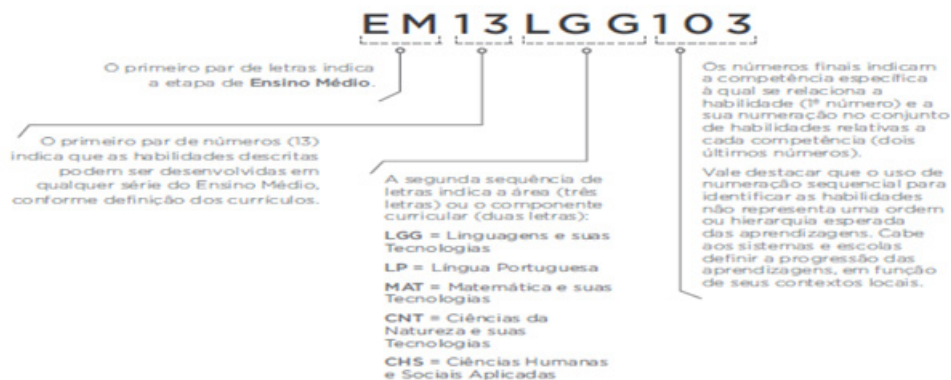 EM13LGG103
O primeiro par de letras indica
a etapa de Ensino Médio.
O primeiro par de números (13)
indica que as habilidades descritas
podem ser desenvolvidas em
qualquer série do Ensino Médio,
conforme definição dos currículos.
A segunda sequência de
letras indica a área (três
letras) ou o componente
curricular (duas letras):
LGG = Linguagens e suas
Tecnologias
LP = Língua Portuguesa
MAT = Matemática e suas
Tecnologias
CNT = Ciências da
Natureza e suas
Tecnologias
CHS = Ciências Humanas
e Sociais Aplicadas
Os números finais indicam
a competência específica
à qual se relaciona a
habilidade (1º número) e a
sua numeração no conjunto
de habilidades relativas a
cada competência (dois
últimos números).
Vale destacar que o uso de
numeração sequencial para
identificar as habilidades
não representa uma ordem
ou hierarquia esperada
das aprendizagens. Cabe
aos sistemas e escolas
definir a progressão das
aprendizagens, em função
de seus contextos locais.